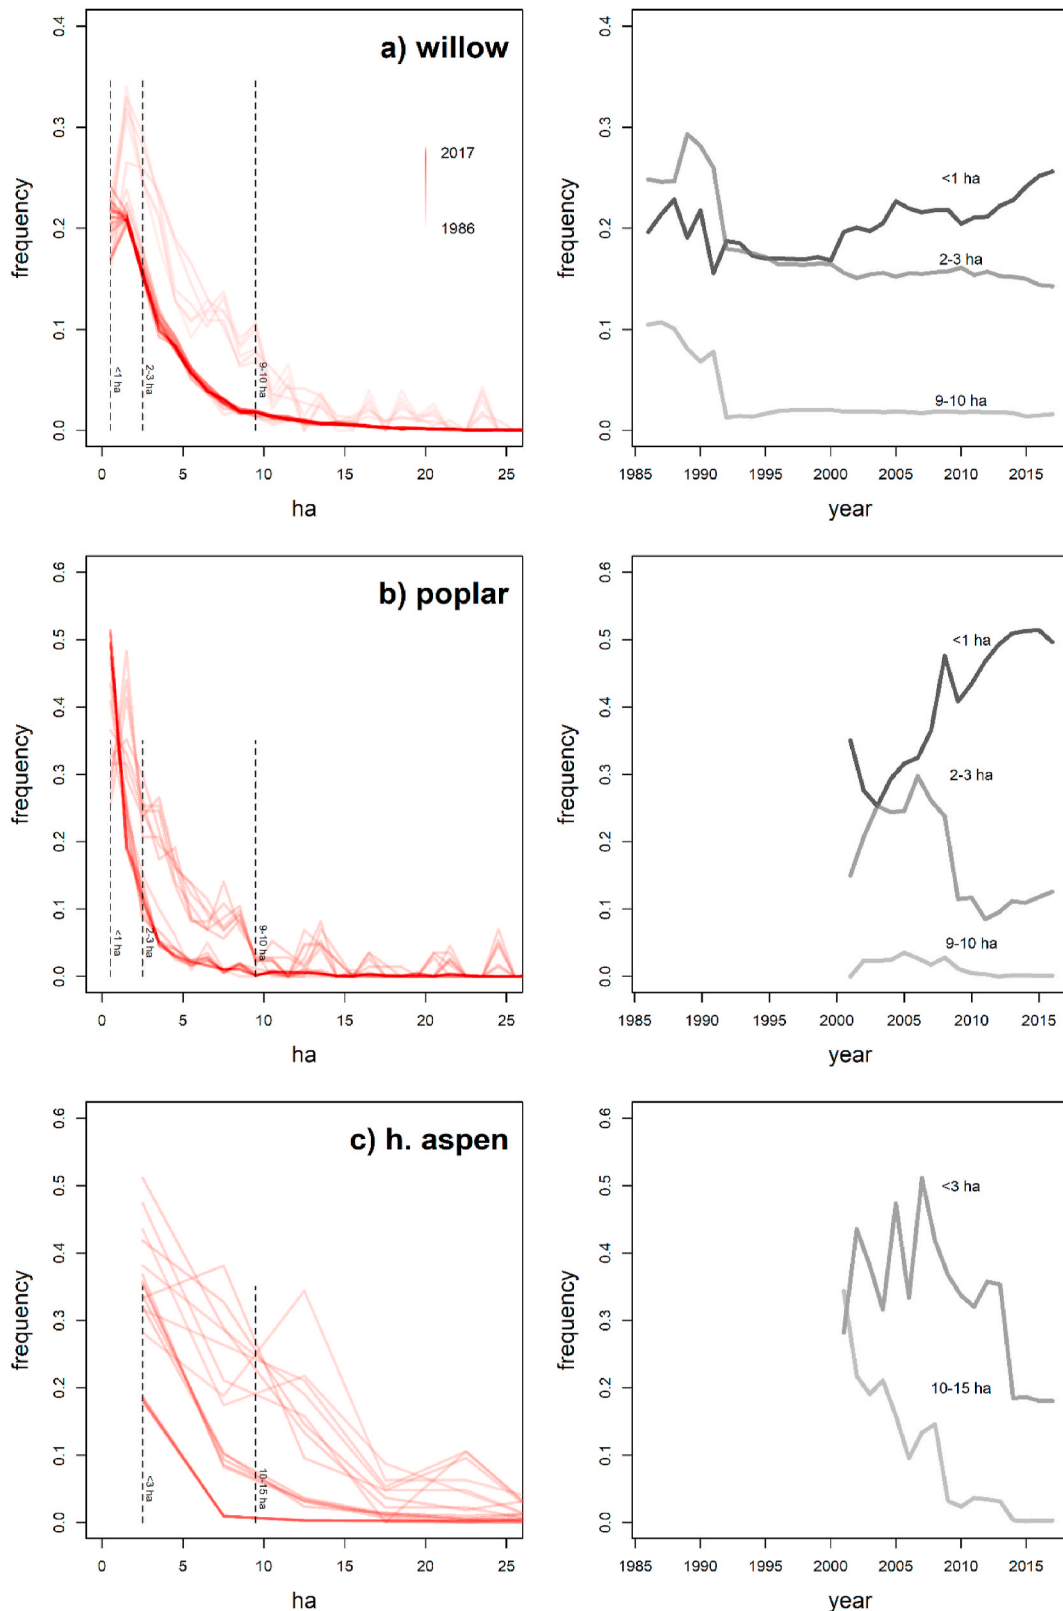 a) willow
frequency
0.0 0.1 0.2 0.3 0.4
2017
1986
<1 ha
2-3 ha
9-10 ha
0 5 10 15 20 25
ha
frequency
0.0 0.1 0.2 0.3 0.4
<1 ha
2-3 ha
9-10 ha
1985 1990 1995 2000 2005 2010 2015
year
b) poplar
frequency
0.0 0.1 0.2 0.3 0.4 0.5 0.6
<1 ha
2-3 ha
9-10 ha
0 5 10 15 20 25
ha
frequency
0.0 0.1 0.2 0.3 0.4 0.5 0.6
<1 ha
2-3 ha
9-10 ha
1985 1990 1995 2000 2005 2010 2015
year
c) h. aspen
frequency
0.0 0.1 0.2 0.3 0.4 0.5 0.6
<3 ha
10-15 ha
0 5 10 15 20 25
ha
frequency
0.0 0.1 0.2 0.3 0.4 0.5 0.6
<3 ha
10-15 ha
1985 1990 1995 2000 2005 2010 2015
year